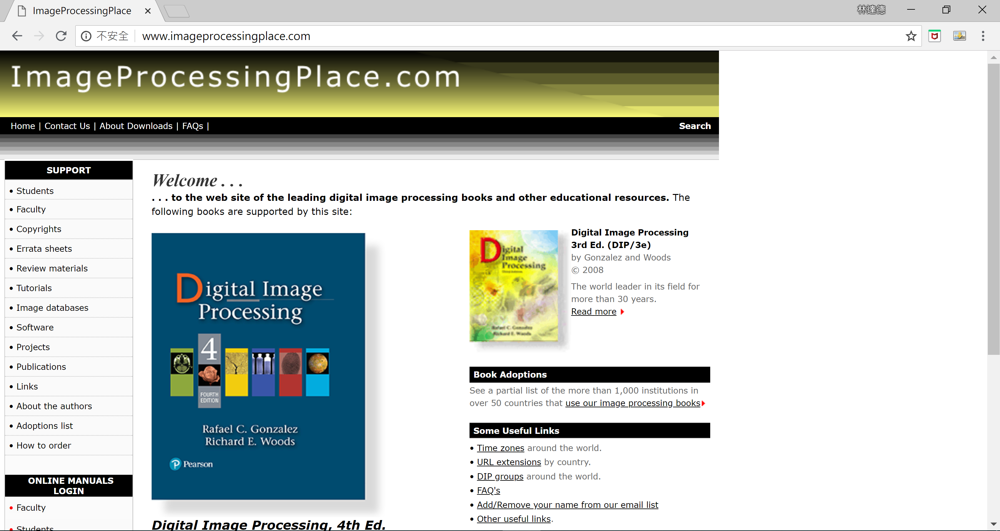 ImageProcessingPlace
林達德
不安全
www.imageprocessingplace.com
ImageProcessingPlace.com
Home | Contact Us | About Downloads | FAQs |
Search
SUPPORT
• Students
• Faculty
• Copyrights
• Errata sheets
• Review materials
• Tutorials
• Image databases
• Software
• Projects
• Publications
• Links
• About the authors
• Adoptions list
• How to order
ONLINE MANUALS
LOGIN
• Faculty
• Students
Welcome . . .
. . . to the web site of the leading digital image processing books and other educational resources. The
following books are supported by this site:
Digital Image
Processing
4
FOURTH
EDITION
Rafael C. Gonzalez
Richard E. Woods
Pearson
Digital Image Processing, 4th Ed.
Digital
Image
Processing
Rafael C. Gonzalez
Richard E. Woods
Digital Image Processing
3rd Ed. (DIP/3e)
by Gonzalez and Woods
© 2008
The world leader in its field for
more than 30 years.
Read more
Book Adoptions
See a partial list of the more than 1,000 institutions in
over 50 countries that use our image processing books
Some Useful Links
• Time zones around the world.
• URL extensions by country.
• DIP groups around the world.
• FAQ's
• Add/Remove your name from our email list
• Other useful links.